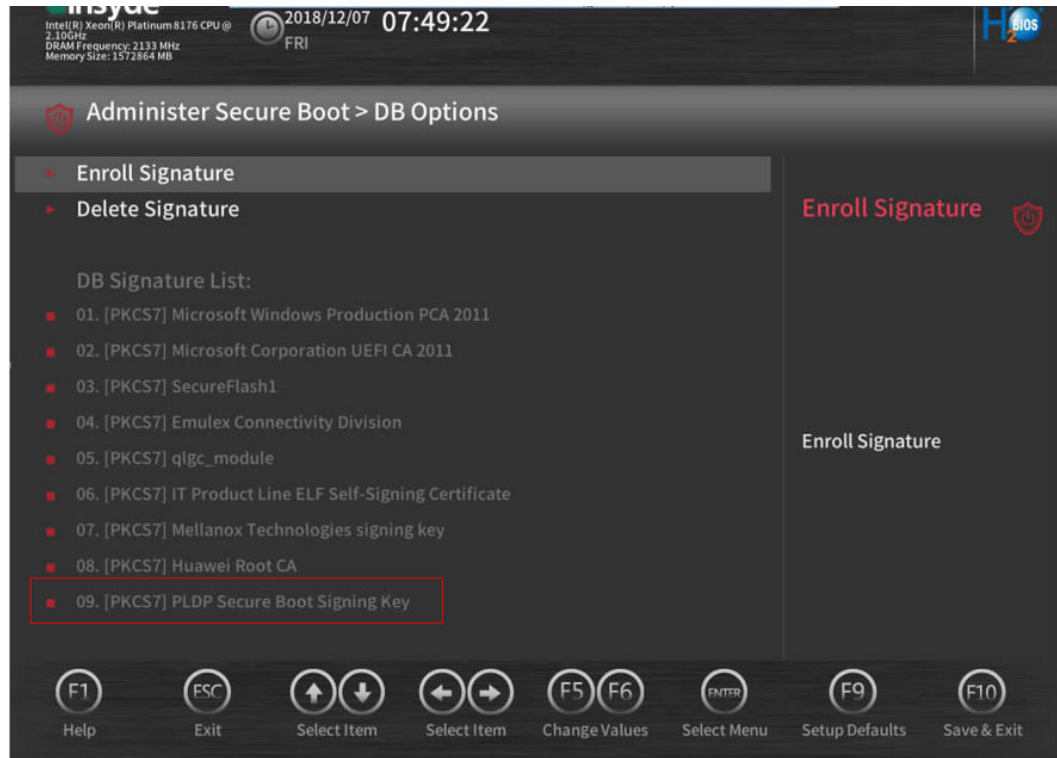 Insyde
Intel(R) Xeon(R) Platinum 8176 CPU @
2.10GHz
DRAM Frequency: 2133 MHz
Memory Size: 1572864 MB
2018/12/07 07:49:22
FRI
H2BIOS
Administer Secure Boot > DB Options
Enroll Signature
Delete Signature
Enroll Signature
DB Signature List:
01. [PKCS7] Microsoft Windows Production PCA 2011
02. [PKCS7] Microsoft Corporation UEFI CA 2011
03. [PKCS7] SecureFlash1
04. [PKCS7] Emulex Connectivity Division
05. [PKCS7] qlgc_module
06. [PKCS7] IT Product Line ELF Self-Signing Certificate
07. [PKCS7] Mellanox Technologies signing key
08. [PKCS7] Huawei Root CA
09. [PKCS7] PLDP Secure Boot Signing Key
Enroll Signature
F1
Help
ESC
Exit
Select Item
Select Item
F5 F6
Change Values
ENTER
Select Menu
F9
Setup Defaults
F10
Save & Exit